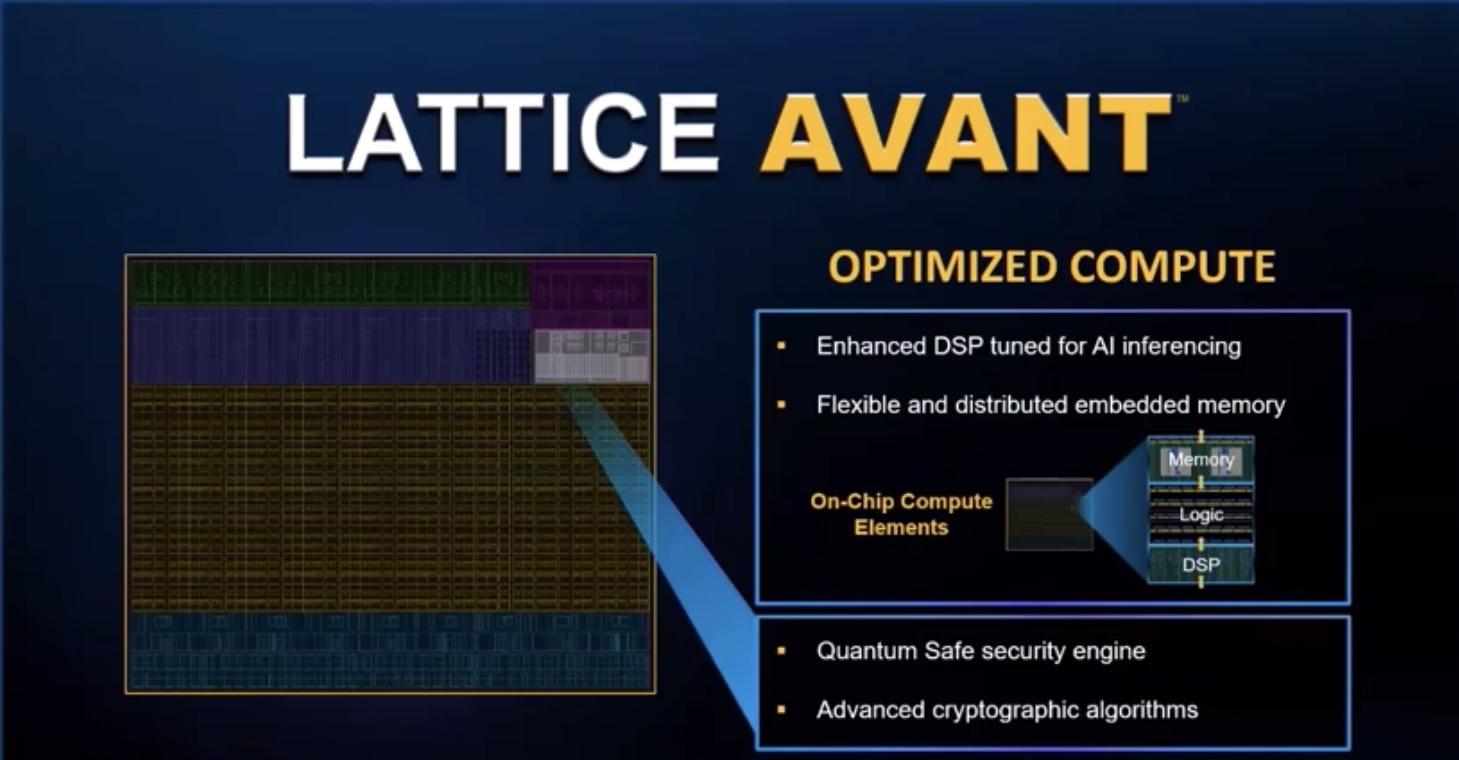 LATTICE AVANT™
OPTIMIZED COMPUTE
▪ Enhanced DSP tuned for AI inferencing
▪ Flexible and distributed embedded memory
On-Chip Compute
Elements
Memory
Logic
DSP
▪ Quantum Safe security engine
▪ Advanced cryptographic algorithms